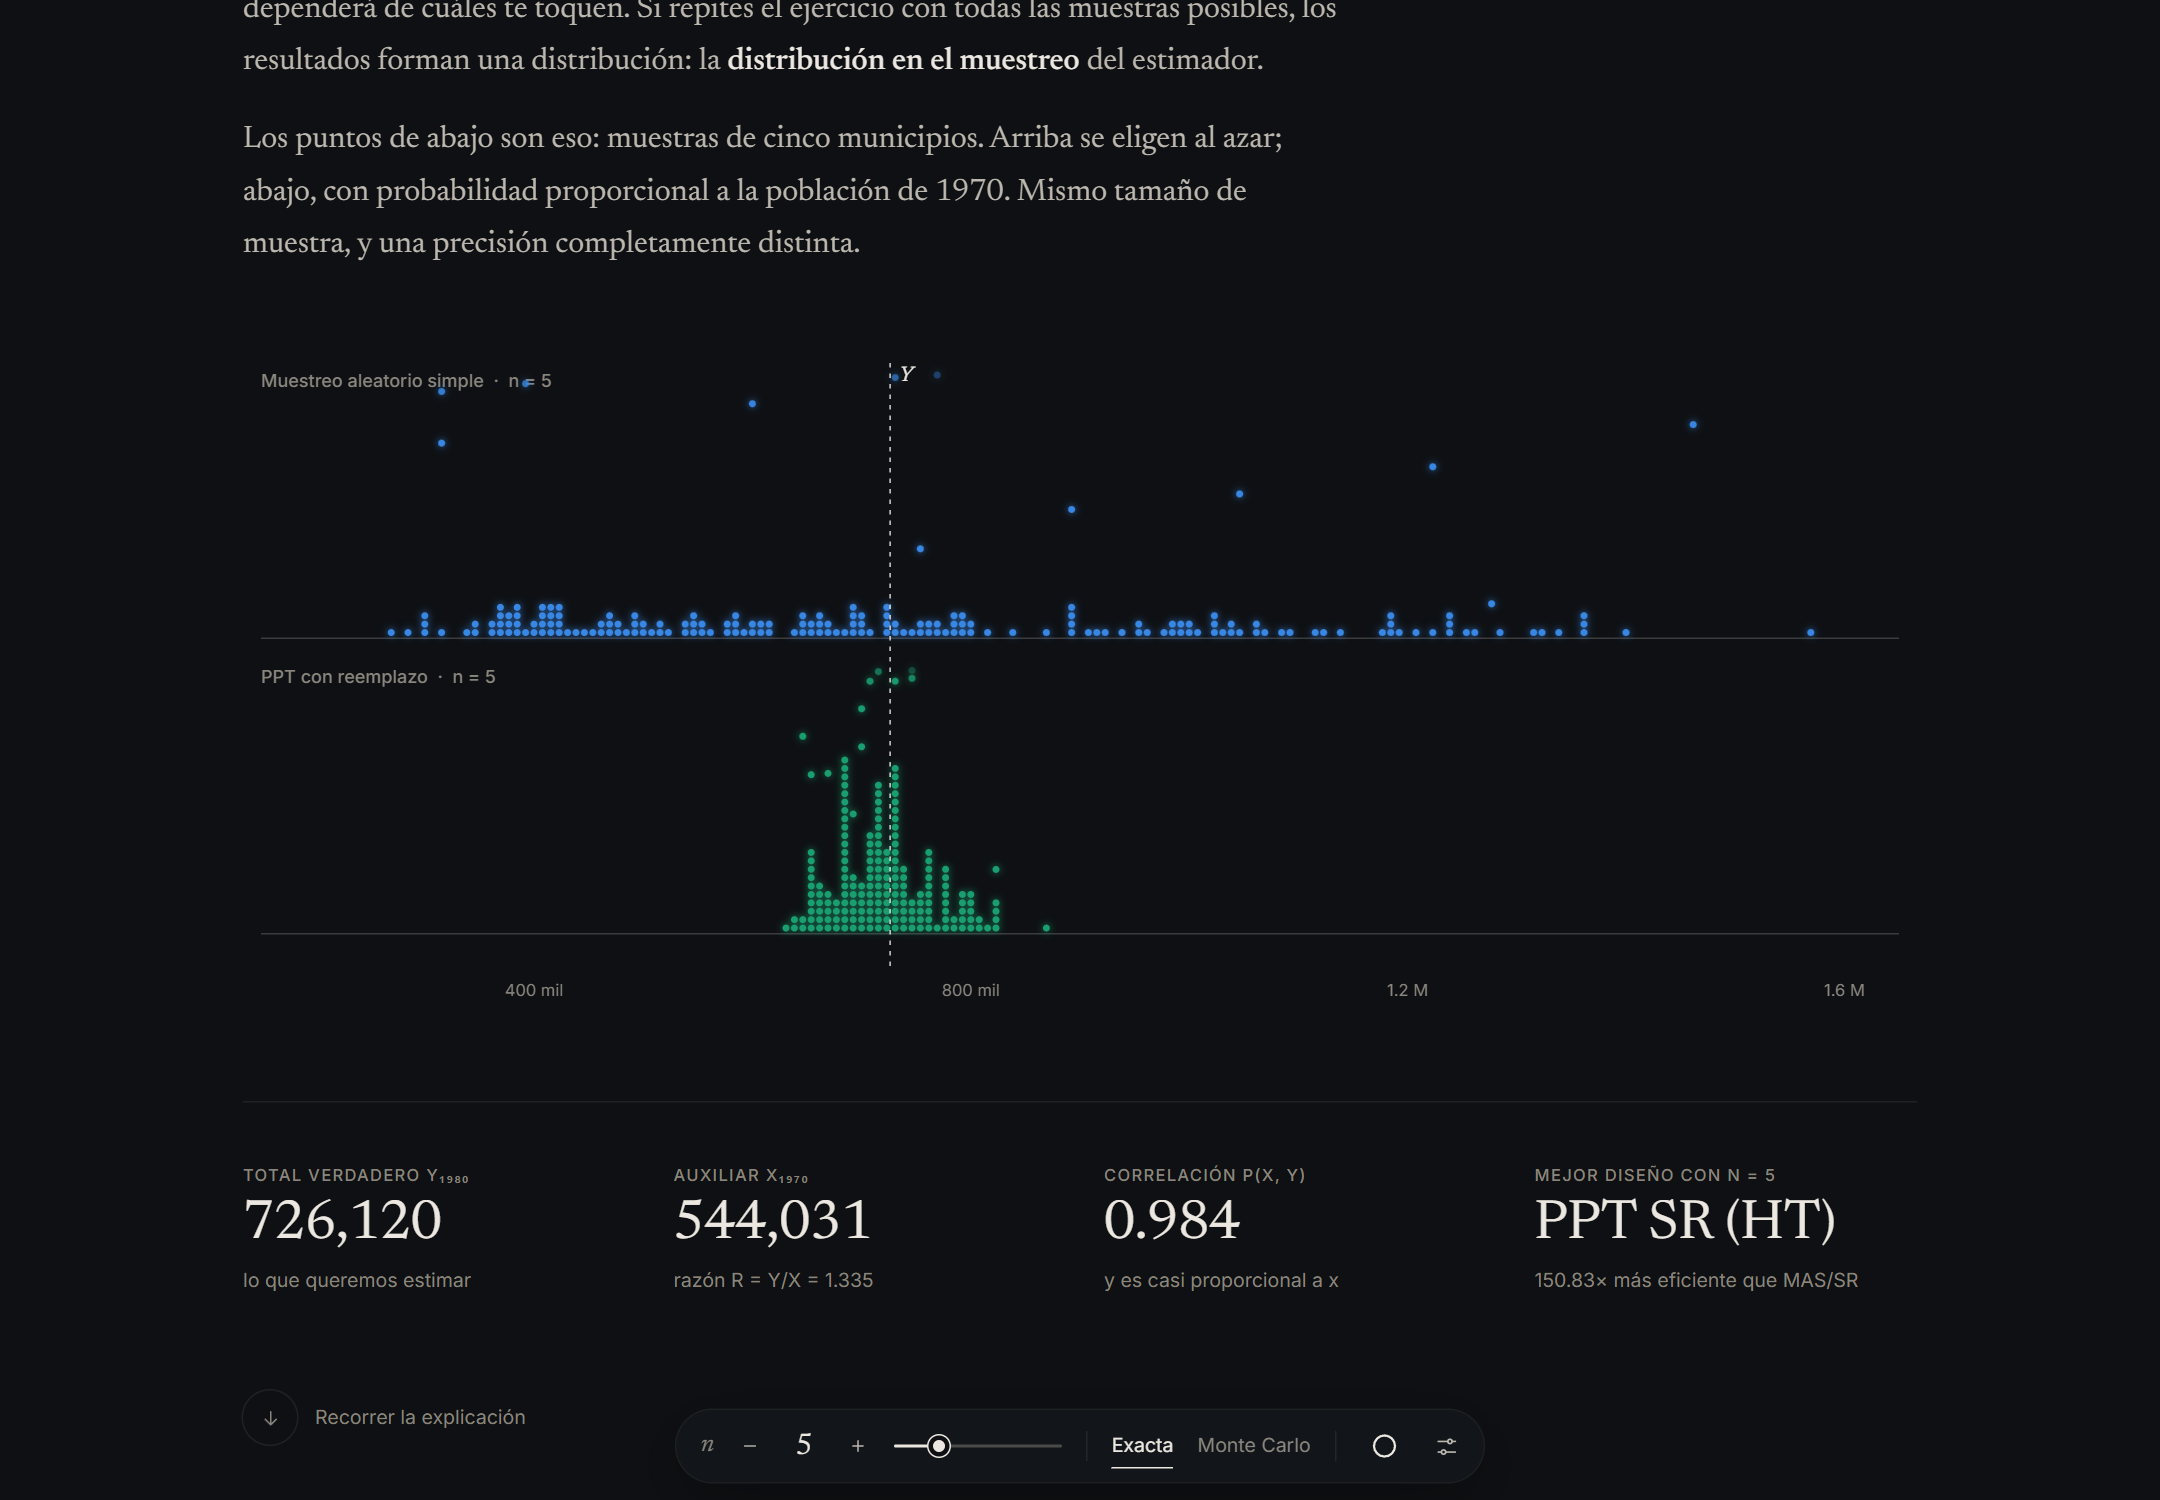 dependerá de cuáles te toquen. Si repites el ejercicio con todas las muestras posibles, los
resultados forman una distribución: la distribución en el muestreo del estimador.
Los puntos de abajo son eso: muestras de cinco municipios. Arriba se eligen al azar;
abajo, con probabilidad proporcional a la población de 1970. Mismo tamaño de
muestra, y una precisión completamente distinta.
Muestreo aleatorio simple · n = 5
Y
PPT con reemplazo · n = 5
400 mil
800 mil
1.2 M
1.6 M
TOTAL VERDADERO Y₁₉₈₀
726,120
lo que queremos estimar
AUXILIAR X₁₉₇₀
544,031
razón R = Y/X = 1.335
CORRELACIÓN Ρ(X, Y)
0.984
y es casi proporcional a x
MEJOR DISEÑO CON N = 5
PPT SR (HT)
150.83× más eficiente que MAS/SR
Recorrer la explicación
n − 5 +
Exacta
Monte Carlo